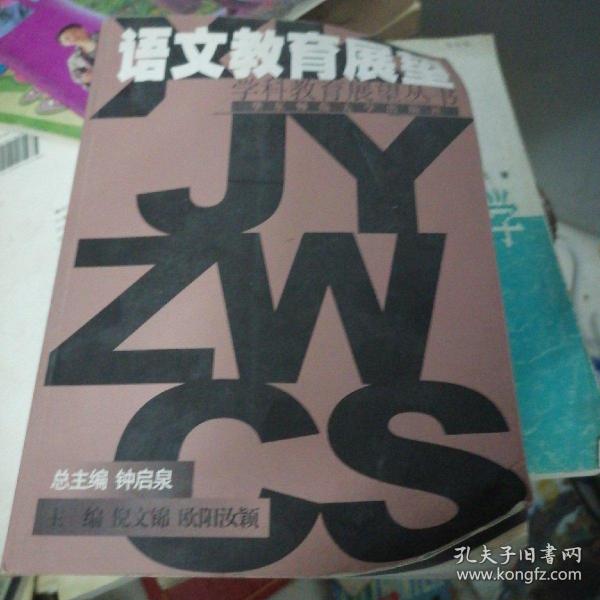 语文教育展望
学科教育展望丛书
JY
ZW
CS
总主编 钟启泉
主 编 倪文锦 欧阳汝颖
学
孔夫子旧书网
www.kongfz.com